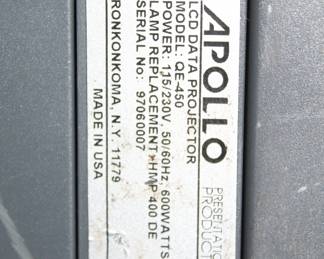 APOLLO
PRESENTATION
PRODUCT
LCD DATA PROJECTOR
MODEL: QE-450
POWER: 115/230V, 50/60Hz, 600WATTS
LAMP REPLACEMENT: HMP 400 DE
SERIAL No: 97060007
RONKONKOMA, N.Y. 11779
MADE IN USA